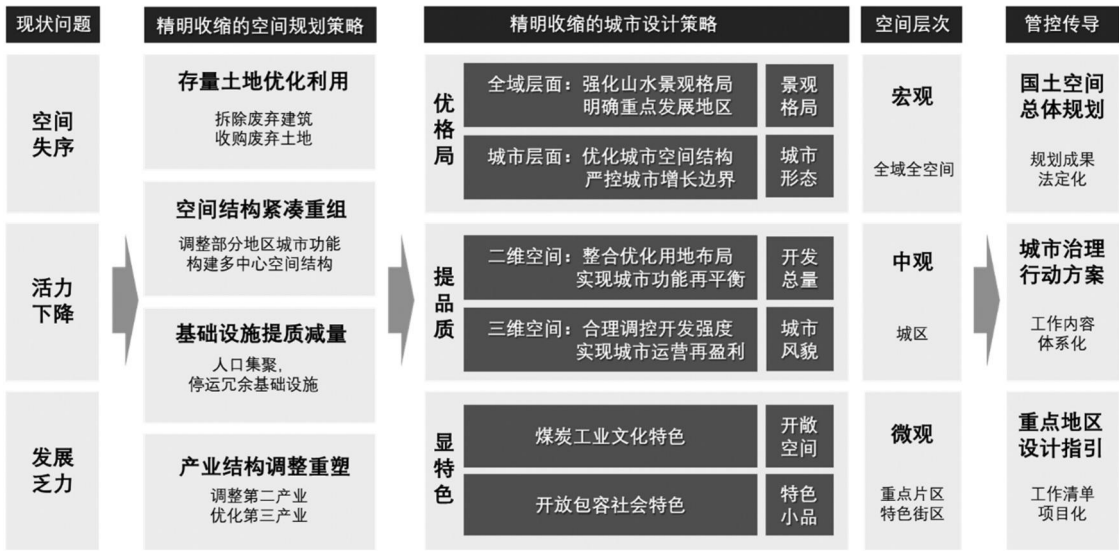 现状问题
精明收缩的空间规划策略
精明收缩的城市设计策略
空间层次
管控传导
空间
失序
活力
下降
发展
乏力
存量土地优化利用
拆除废弃建筑
收购废弃土地
空间结构紧凑重组
调整部分地区城市功能
构建多中心空间结构
基础设施提质减量
人口集聚,
停运冗余基础设施
产业结构调整重塑
调整第二产业
优化第三产业
优
格
局
全域层面：强化山水景观格局
明确重点发展地区
景观
格局
城市层面：优化城市空间结构
严控城市增长边界
城市
形态
提
品
质
二维空间：整合优化用地布局
实现城市功能再平衡
开发
总量
三维空间：合理调控开发强度
实现城市运营再盈利
城市
风貌
显
特
色
煤炭工业文化特色
开敞
空间
开放包容社会特色
特色
小品
宏观
全域全空间
中观
城区
微观
重点片区
特色街区
国土空间
总体规划
规划成果
法定化
城市治理
行动方案
工作内容
体系化
重点地区
设计指引
工作清单
项目化